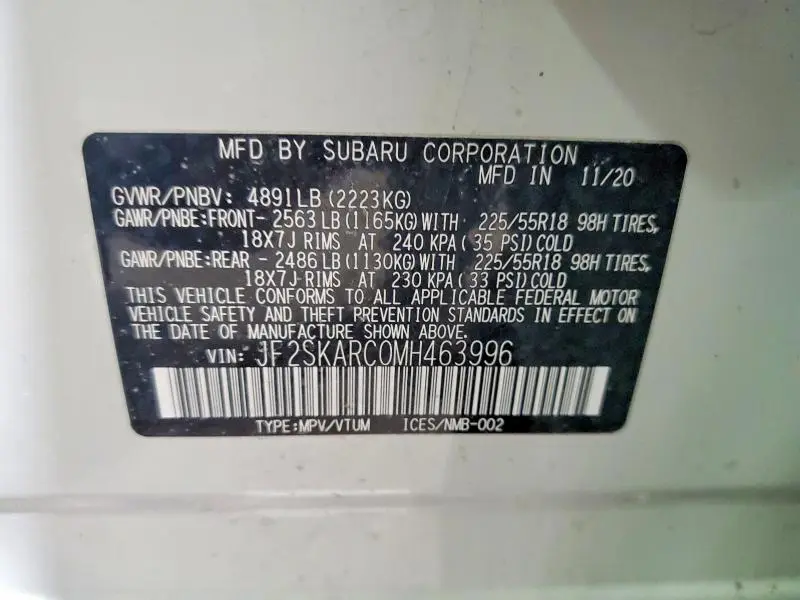 MFD BY SUBARU CORPORATION
MFD IN 11/20
GVWR/PNBV: 4891LB (2223KG)
GAWR/PNBE:FRONT- 2563 LB (1165KG) WITH 225/55R18 98H TIRES,
18X7J RIMS AT 240 KPA ( 35 PSI) COLD
GAWR/PNBE:REAR - 2486 LB (1130KG) WITH 225/55R18 98H TIRES,
18X7J-RIMS AT 230 KPA ( 33 PSI) COLD
THIS VEHICLE CONFORMS TO ALL APPLICABLE FEDERAL MOTOR
VEHICLE SAFETY AND THEFT PREVENTION STANDARDS IN EFFECT ON
THE DATE OF MANUFACTURE SHOWN ABOVE.
VIN: JF2SKARC0MH463996
TYPE:MPV/VTUM ICES/NMB-002